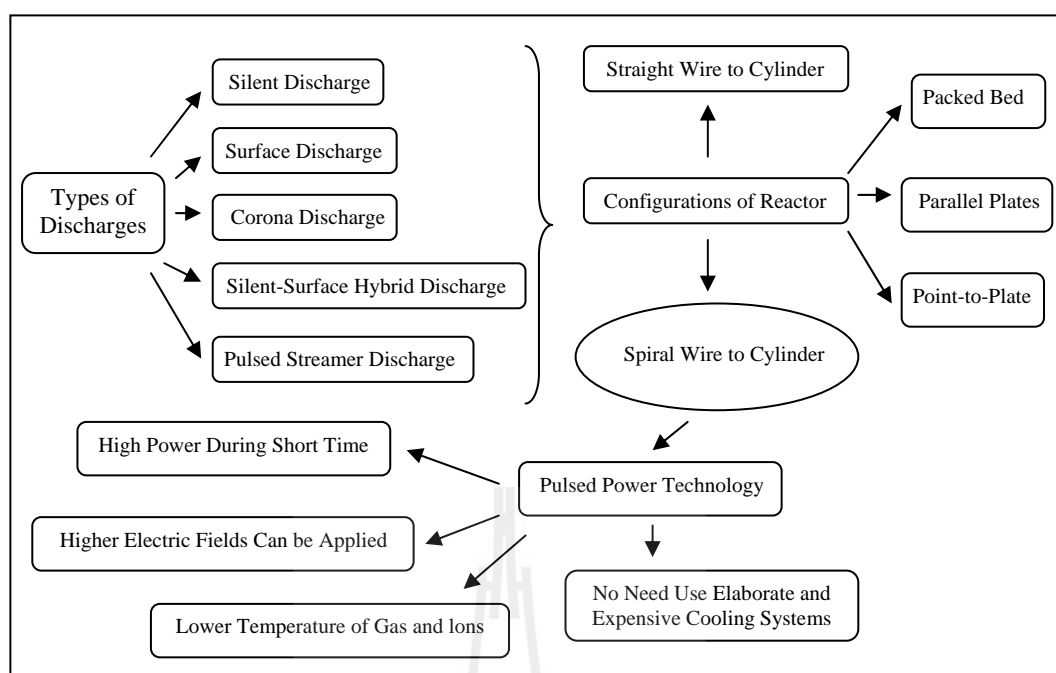 Silent Discharge
Surface Discharge
Types of
Discharges
Corona Discharge
Silent-Surface Hybrid Discharge
Pulsed Streamer Discharge
Straight Wire to Cylinder
Configurations of Reactor
Packed Bed
Parallel Plates
Point-to-Plate
Spiral Wire to Cylinder
Pulsed Power Technology
High Power During Short Time
Higher Electric Fields Can be Applied
Lower Temperature of Gas and Ions
No Need Use Elaborate and
Expensive Cooling Systems